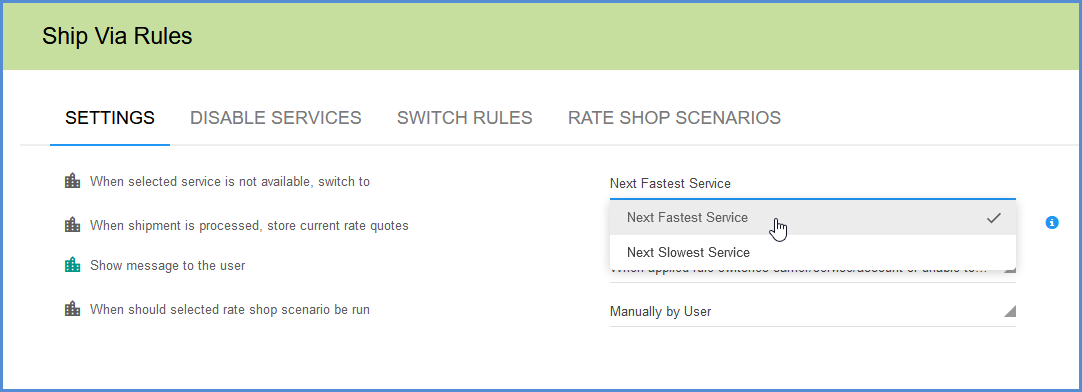 Ship Via Rules
SETTINGS DISABLE SERVICES SWITCH RULES RATE SHOP SCENARIOS
When selected service is not available, switch to
Next Fastest Service
Next Fastest Service
When shipment is processed, store current rate quotes
Next Slowest Service
Show message to the user
When applied rule switches carrier/service/account or unable to...
When should selected rate shop scenario be run
Manually by User